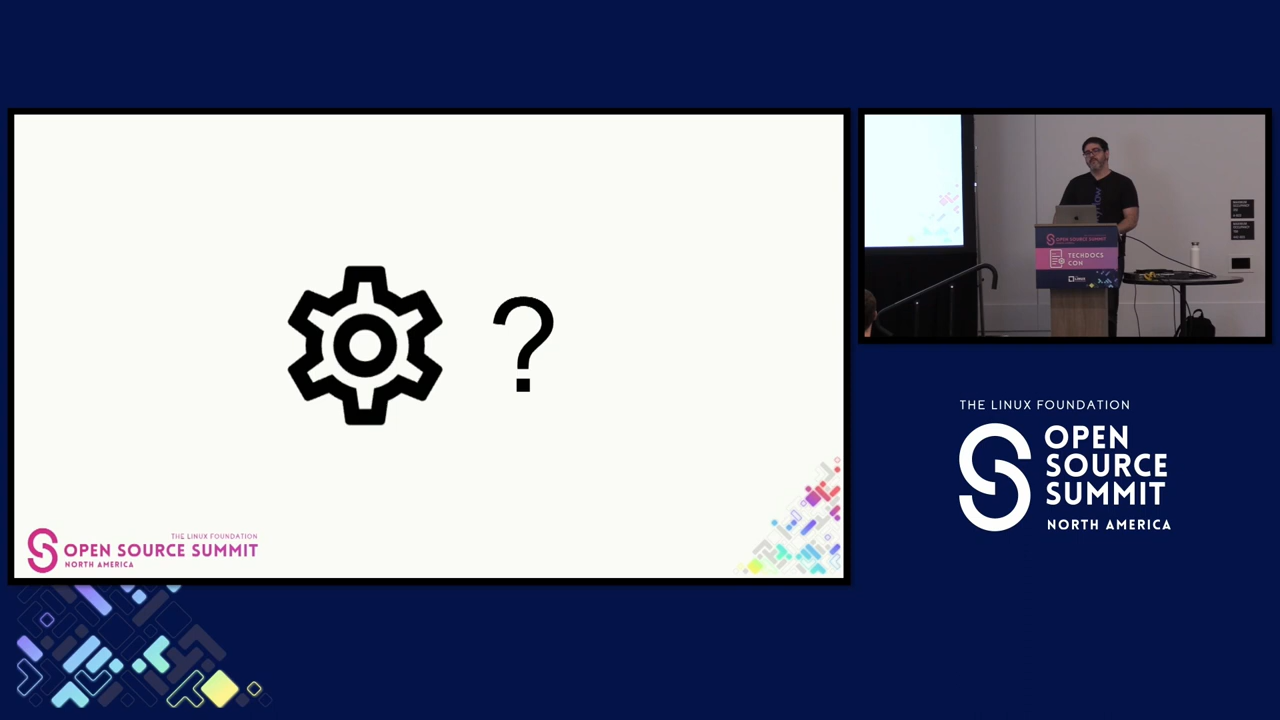 ?
THE LINUX FOUNDATION
OPEN SOURCE SUMMIT
NORTH AMERICA
OPEN SOURCE SUMMIT
TECHDOCS
CON
LINUX
THE LINUX FOUNDATION
OPEN
SOURCE
SUMMIT
NORTH AMERICA